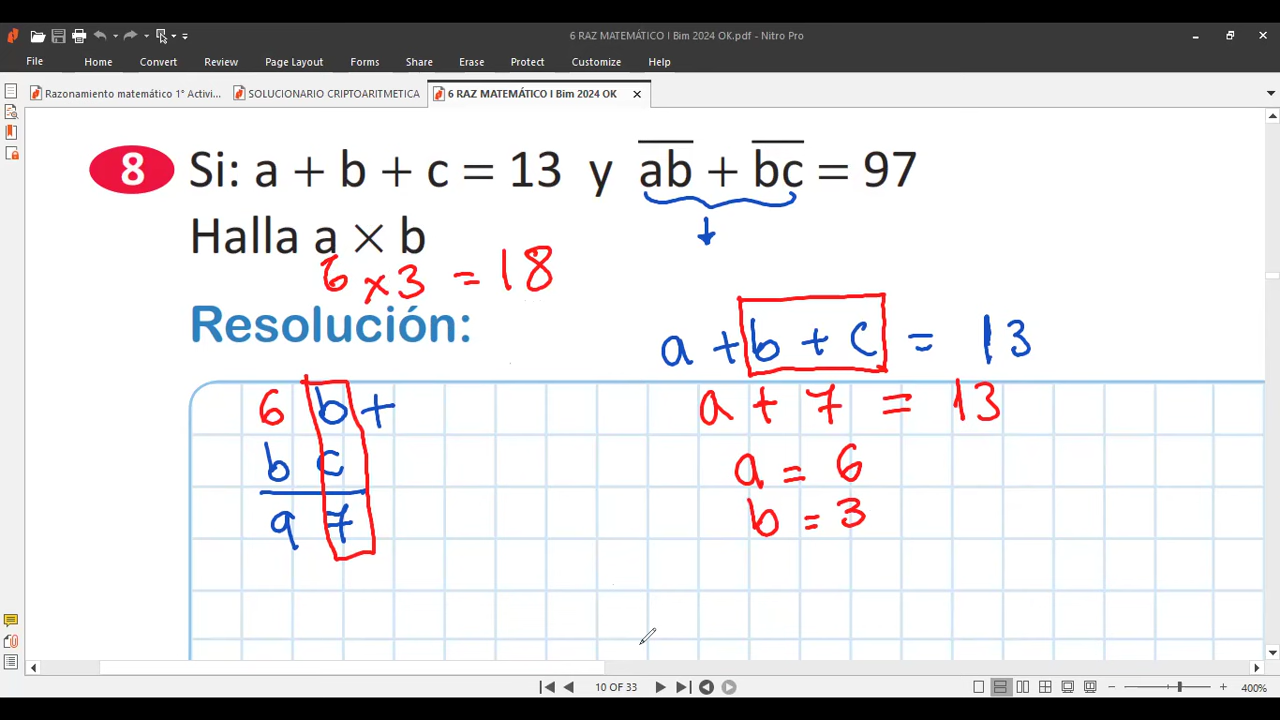 6 RAZ MATEMÁTICO I Bim 2024 OK.pdf - Nitro Pro
File Home Convert Review Page Layout Forms Share Erase Protect Customize Help
Razonamiento matemático 1° Activi... SOLUCIONARIO CRIPTOARITMETICA 6 RAZ MATEMÁTICO I Bim 2024 OK
8 Si: a + b + c = 13 y ab + bc = 97
Halla a × b
6 x 3 = 18
Resolución:
a + b + c = 13
6 b +
b c
9 7
a + 7 = 13
a = 6
b = 3
10 OF 33
400%